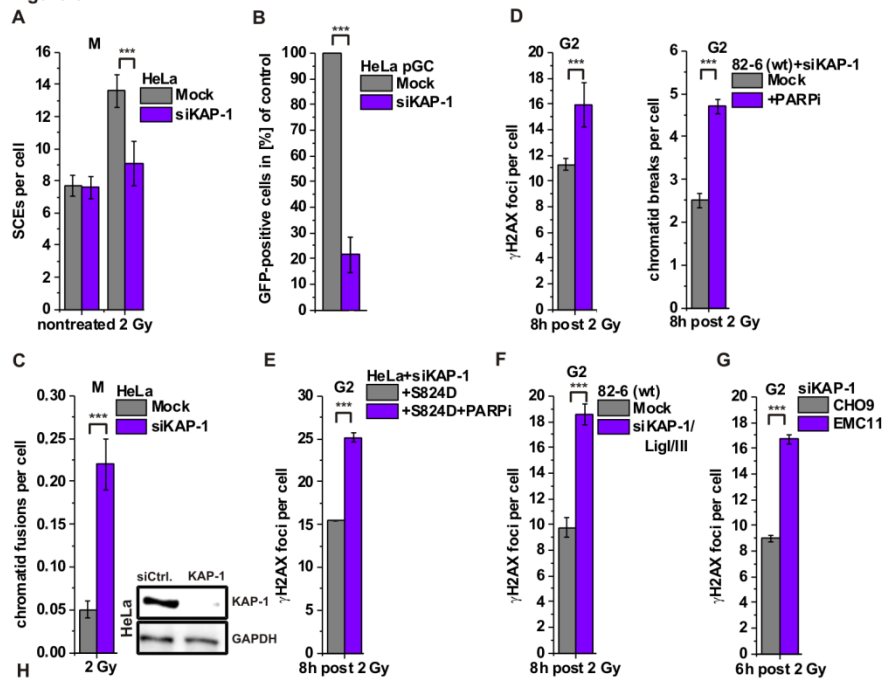 A
M
***
HeLa
Mock
siKAP-1
SCEs per cell
16
14
12
10
8
6
4
2
0
nontreated 2 Gy
B
***
HeLa pGC
Mock
siKAP-1
GFP-positive cells in [%] of control
100
90
80
70
60
50
40
30
20
10
0
D
G2
***
γH2AX foci per cell
20
18
16
14
12
10
8
6
4
2
0
8h post 2 Gy
G2
***
82-6 (wt)+siKAP-1
Mock
+PARPi
chromatid breaks per cell
6
5
4
3
2
1
0
8h post 2 Gy
C
M
***
HeLa
Mock
siKAP-1
chromatid fusions per cell
0.30
0.25
0.20
0.15
0.10
0.05
0.00
2 Gy
siCtrl. KAP-1
HeLa
KAP-1
GAPDH
E
G2
***
HeLa+siKAP-1
+S824D
+S824D+PARPi
γH2AX foci per cell
30
25
20
15
10
5
0
8h post 2 Gy
F
G2
***
82-6 (wt)
Mock
siKAP-1/
LigI/III
γH2AX foci per cell
20
18
16
14
12
10
8
6
4
2
0
8h post 2 Gy
G
G2
***
siKAP-1
CHO9
EMC11
γH2AX foci per cell
20
18
16
14
12
10
8
6
4
2
0
6h post 2 Gy
H